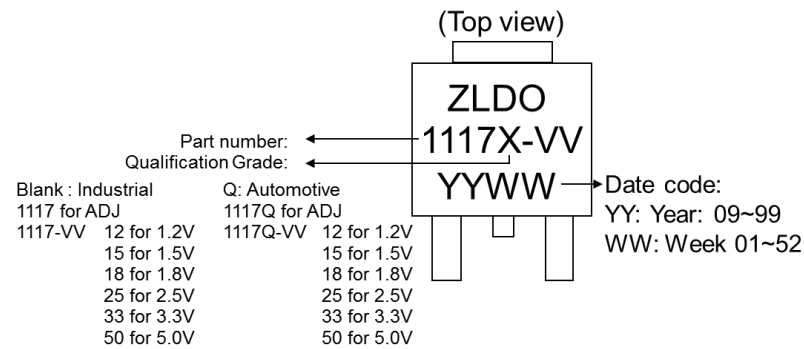 (Top view)
ZLDO
1117X-VV
YYWW
Part number:
Qualification Grade:
Blank : Industrial
1117 for ADJ
1117-VV 12 for 1.2V
15 for 1.5V
18 for 1.8V
25 for 2.5V
33 for 3.3V
50 for 5.0V
Q: Automotive
1117Q for ADJ
1117Q-VV 12 for 1.2V
15 for 1.5V
18 for 1.8V
25 for 2.5V
33 for 3.3V
50 for 5.0V
Date code:
YY: Year: 09~99
WW: Week 01~52